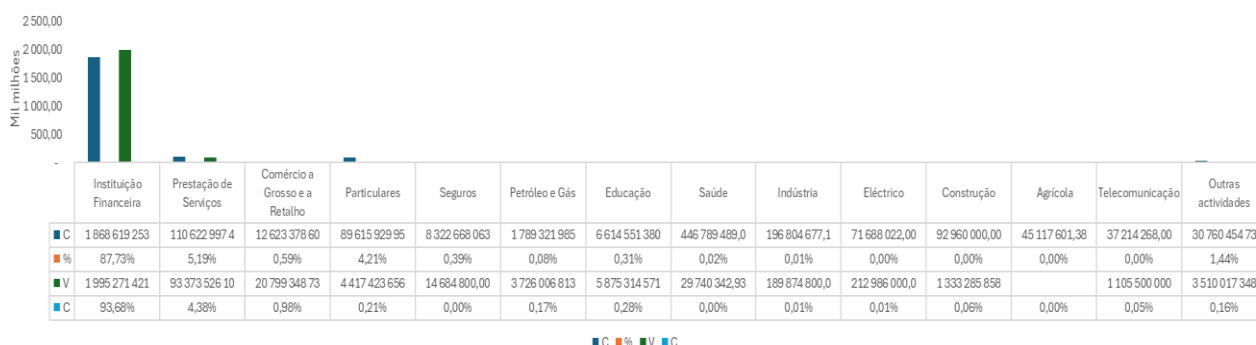 2 500,00
2 000,00
1 500,00
1 000,00
500,00
-
Mil milhões
Instituição Financeira Prestação de Serviços Comércio a Grosso e a Retalho Particulares Seguros Petróleo e Gás Educação Saúde Indústria Eléctrico Construção Agrícola Telecomunicação Outras actividades
C 1 868 619 253 110 622 997 4 12 623 378 60 89 615 929 95 8 322 668 063 1 789 321 985 6 614 551 380 446 789 489,0 196 804 677,1 71 688 022,00 92 960 000,00 45 117 601,38 37 214 268,00 30 760 454 73
% 87,73% 5,19% 0,59% 4,21% 0,39% 0,08% 0,31% 0,02% 0,01% 0,00% 0,00% 0,00% 0,00% 1,44%
V 1 995 271 421 93 373 526 10 20 799 348 73 4 417 423 656 14 684 800,00 3 726 006 813 5 875 314 571 29 740 342,93 189 874 800,0 212 986 000,0 1 333 285 858 1 105 500 000 3 510 017 348
C 93,68% 4,38% 0,98% 0,21% 0,00% 0,17% 0,28% 0,00% 0,01% 0,01% 0,06% 0,00% 0,05% 0,16%
C % V C